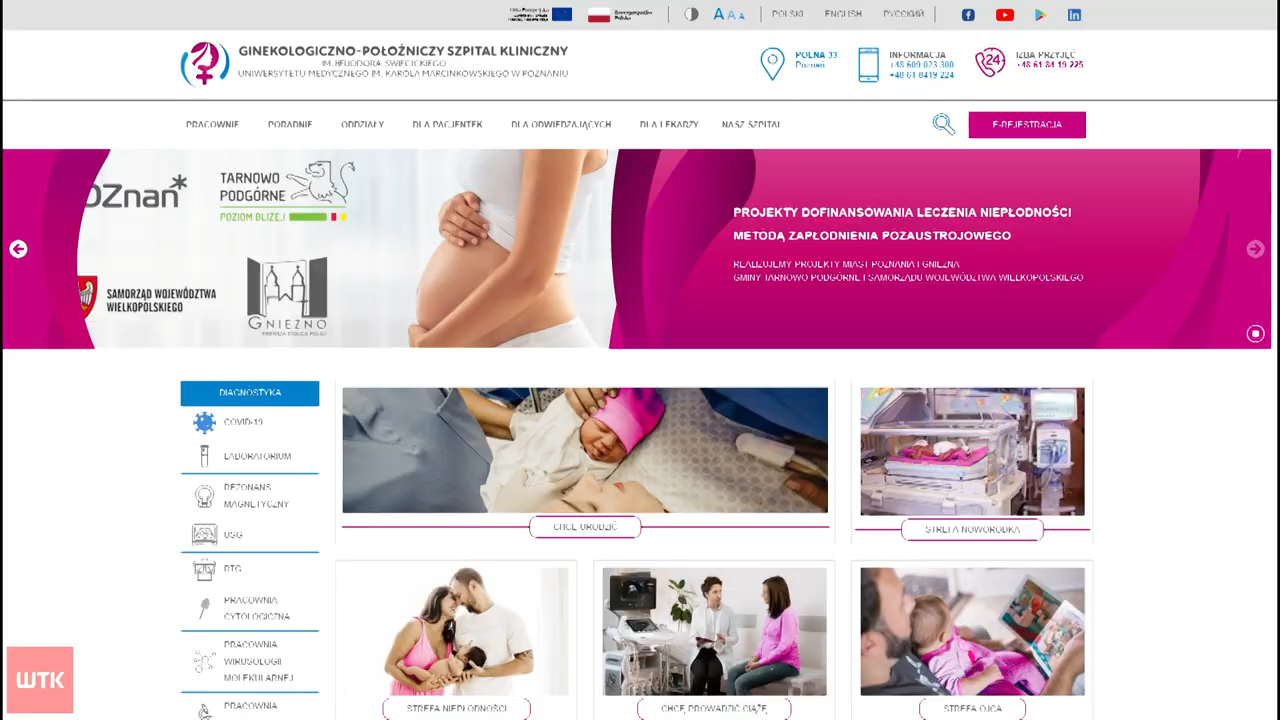 A A A
POLSKI ENGLISH РУССКИЙ
GINEKOLOGICZNO-POŁOŻNICZY SZPITAL KLINICZNY
IM. HELIODORA ŚWIĘCICKIEGO
UNIWERSYTETU MEDYCZNEGO IM. KAROLA MARCINKOWSKIEGO W POZNANIU
POLNA 33
Poznań
INFORMACJA
+48 609 023 300
+48 61 8419 224
24
IZBA PRZYJĘĆ
+48 61 84 19 225
PRACOWNIE PORADNIE ODDZIAŁY DLA PACJENTEK DLA ODWIEDZAJĄCYCH DLA LEKARZY NASZ SZPITAL
E-REJESTRACJA
OZnan*
TARNOWO
PODGÓRNE
POZIOM BLIŻEJ
SAMORZĄD WOJEWÓDZTWA
WIELKOPOLSKIEGO
GNIEZNO
PIERWSZA STOLICA POLSKI
PROJEKTY DOFINANSOWANIA LECZENIA NIEPŁODNOŚCI
METODĄ ZAPŁODNIENIA POZAUSTROJOWEGO
REALIZUJEMY PROJEKTY MIAST POZNANIA I GNIEZNA
GMINY TARNOWO PODGÓRNE I SAMORZĄDU WOJEWÓDZTWA WIELKOPOLSKIEGO
DIAGNOSTYKA
COVID-19
LABORATORIUM
REZONANS
MAGNETYCZNY
USG
RTG
PRACOWNIA
CYTOLOGICZNA
PRACOWNIA
WIRUSOLOGII
MOLEKULARNEJ
PRACOWNIA
CHCĘ URODZIĆ
STREFA NOWORODKA
STREFA NIEPŁODNOŚCI
CHCĘ PROWADZIĆ CIĄŻĘ
STREFA OJCA
WTK